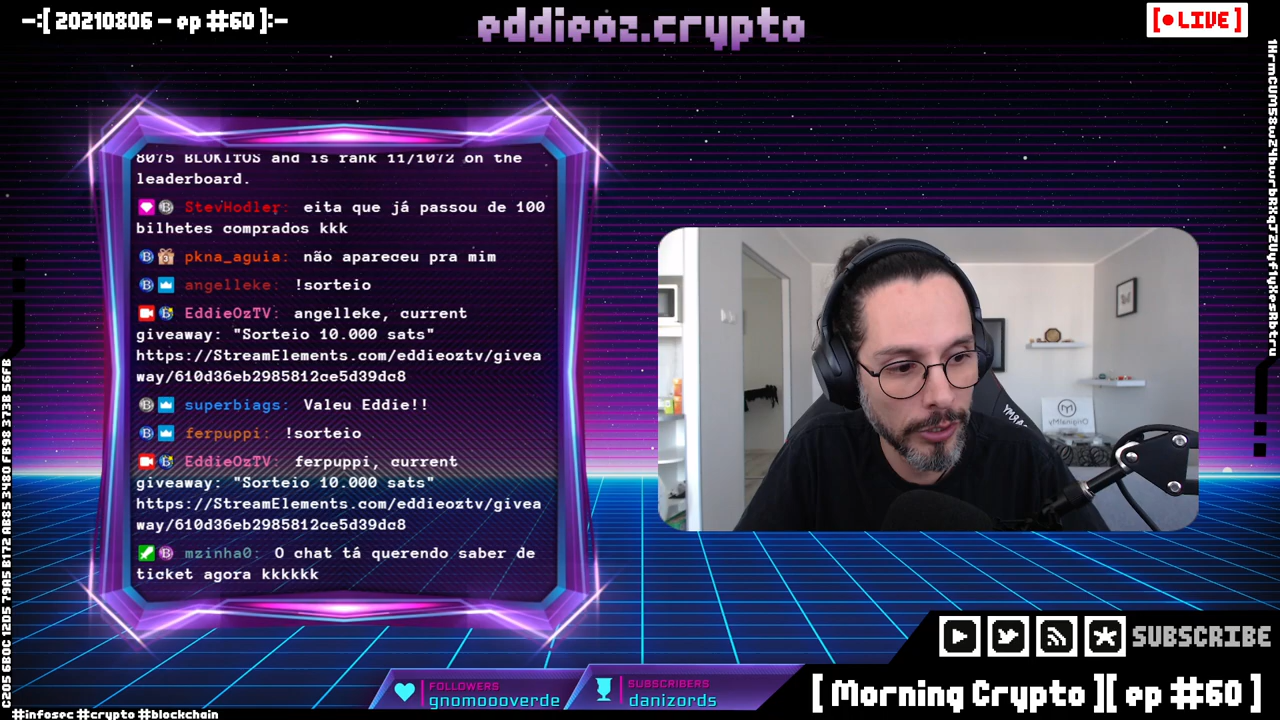 -:[ 20210806 - ep #60 ]:-
eddieoz.crypto
[• LIVE ]
8075 BLOKITOS and is rank 11/1072 on the
leaderboard.
StevHodler: eita que já passou de 100
bilhetes comprados kkk
pkna_aguia: não apareceu pra mim
angelleke: !sorteio
EddieOzTV: angelleke, current
giveaway: "Sorteio 10.000 sats"
https://StreamElements.com/eddieoztv/givea
way/610d36eb2985812ce5d39dc8
superbiags: Valeu Eddie!!
ferpuppi: !sorteio
EddieOzTV: ferpuppi, current
giveaway: "Sorteio 10.000 sats"
https://StreamElements.com/eddieoztv/givea
way/610d36eb2985812ce5d39dc8
mzinha0: O chat tá querendo saber de
ticket agora kkkkkk
OriginalMy
SUBSCRIBE
FOLLOWERS
gnomoooverde
SUBSCRIBERS
danizords
[ Morning Crypto ][ ep #60 ]
#infosec #crypto #blockchain